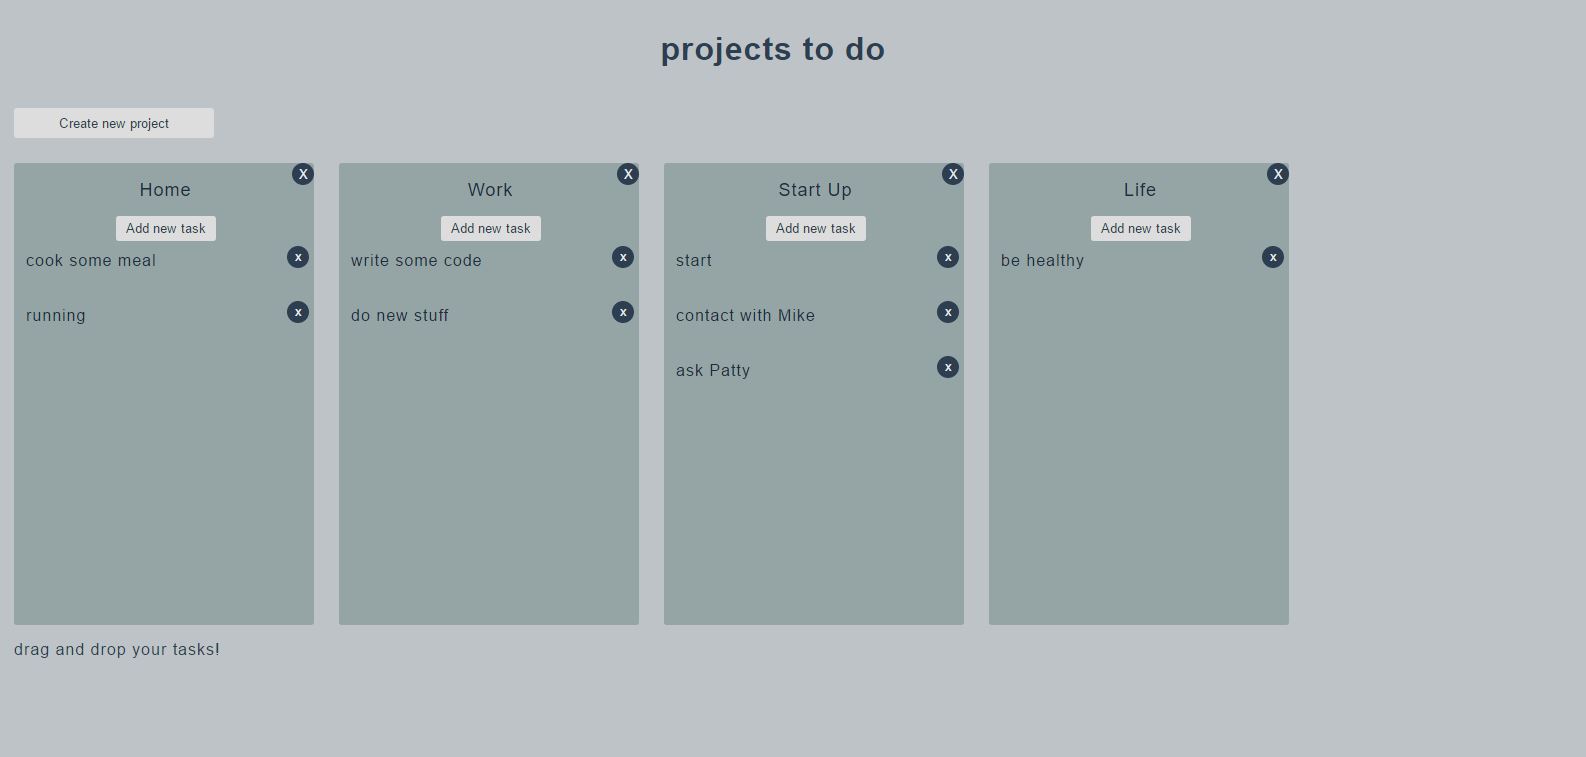 projects to do
Create new project
X
Home
Add new task
cook some meal x
running x
X
Work
Add new task
write some code x
do new stuff x
X
Start Up
Add new task
start x
contact with Mike x
ask Patty x
X
Life
Add new task
be healthy x
drag and drop your tasks!